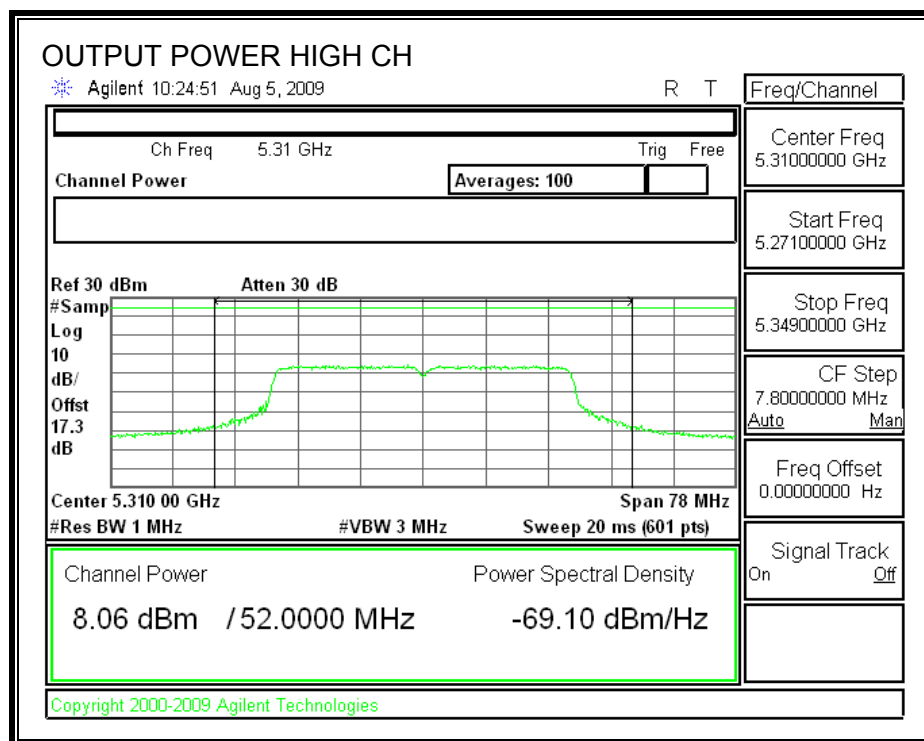 OUTPUT POWER HIGH CH
Agilent 10:24:51 Aug 5, 2009 R T
Ch Freq 5.31 GHz Trig Free
Channel Power Averages: 100
Ref 30 dBm Atten 30 dB
#Samp
Log
10
dB/
Offst
17.3
dB
Center 5.310 00 GHz Span 78 MHz
#Res BW 1 MHz #VBW 3 MHz Sweep 20 ms (601 pts)
Channel Power Power Spectral Density
8.06 dBm / 52.0000 MHz -69.10 dBm/Hz
Copyright 2000-2009 Agilent Technologies
Freq/Channel
Center Freq
5.31000000 GHz
Start Freq
5.27100000 GHz
Stop Freq
5.34900000 GHz
CF Step
7.80000000 MHz
Auto Man
Freq Offset
0.00000000 Hz
Signal Track
On Off